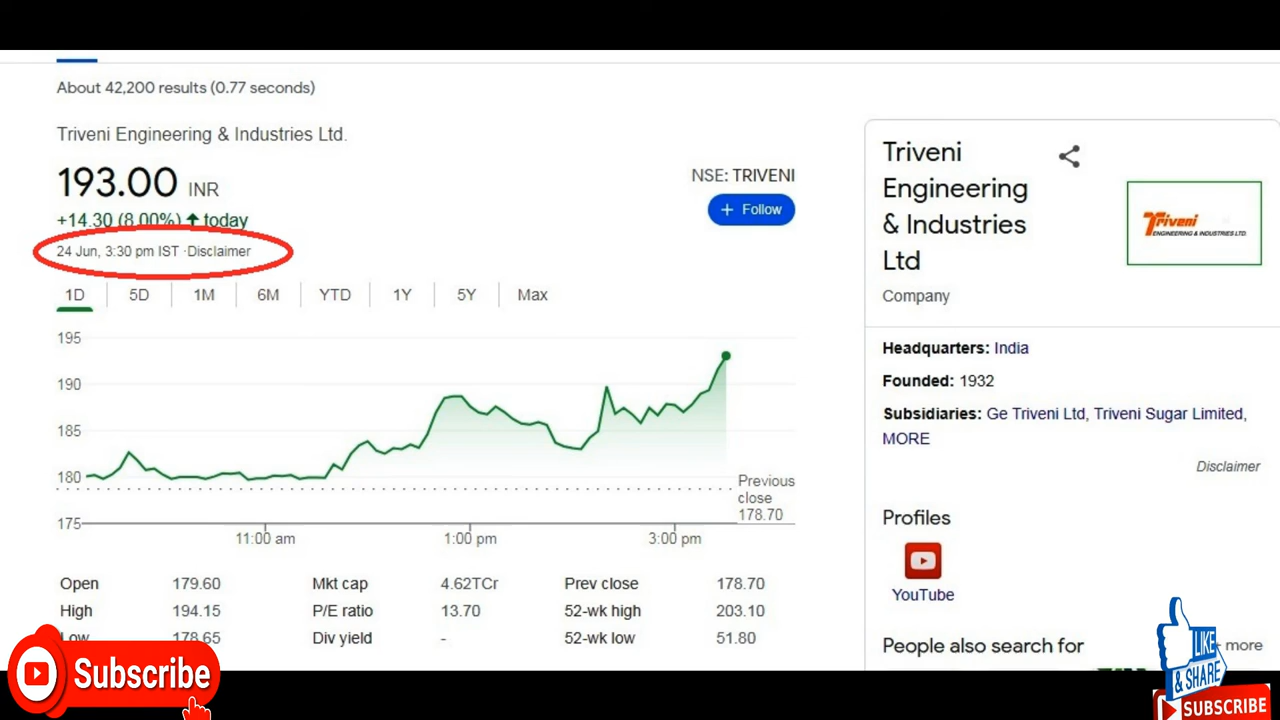 About 42,200 results (0.77 seconds)
Triveni Engineering & Industries Ltd.
193.00 INR
+14.30 (8.00%) ↑ today
24 Jun, 3:30 pm IST ·Disclaimer
NSE: TRIVENI
+ Follow
1D 5D 1M 6M YTD 1Y 5Y Max
195
190
185
180
175
Previous
close
178.70
11:00 am 1:00 pm 3:00 pm
Open 179.60 Mkt cap 4.62TCr Prev close 178.70
High 194.15 P/E ratio 13.70 52-wk high 203.10
Low 178.65 Div yield - 52-wk low 51.80
Triveni
Engineering
& Industries
Ltd
Company
Triveni
ENGINEERING & INDUSTRIES LTD.
Headquarters: India
Founded: 1932
Subsidiaries: Ge Triveni Ltd, Triveni Sugar Limited,
MORE
Disclaimer
Profiles
YouTube
People also search for
more
Subscribe
LIKE
& SHARE
SUBSCRIBE